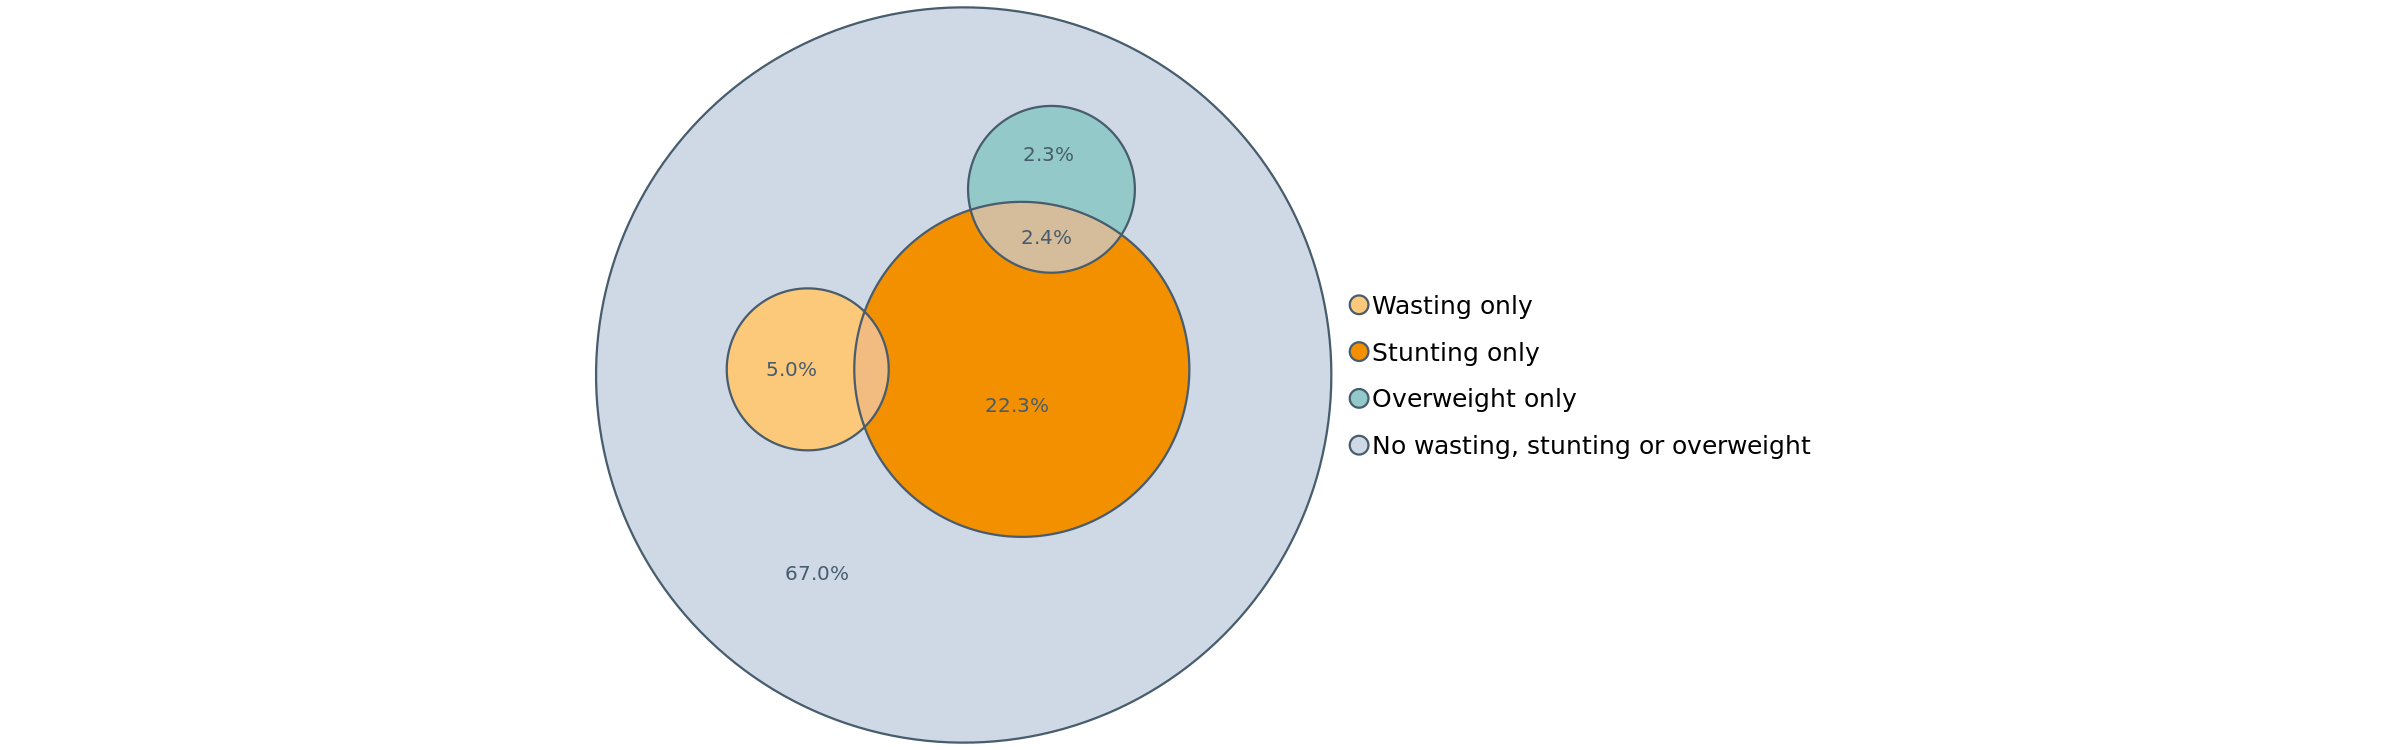 2.3%
2.4%
5.0%
22.3%
67.0%
Wasting only
Stunting only
Overweight only
No wasting, stunting or overweight